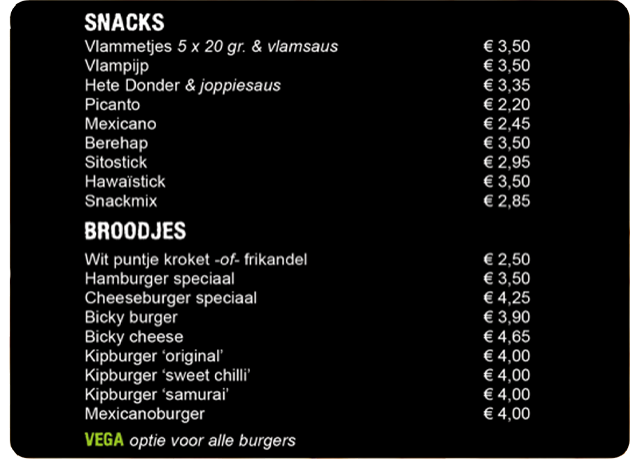 SNACKS
Vlammetjes 5 x 20 gr. & vlamsaus € 3,50
Vlampijp € 3,50
Hete Donder & joppiesaus € 3,35
Picanto € 2,20
Mexicano € 2,45
Berehap € 3,50
Sitostick € 2,95
Hawaïstick € 3,50
Snackmix € 2,85
BROODJES
Wit puntje kroket -of- frikandel € 2,50
Hamburger speciaal € 3,50
Cheeseburger speciaal € 4,25
Bicky burger € 3,90
Bicky cheese € 4,65
Kipburger ‘original’ € 4,00
Kipburger ‘sweet chilli’ € 4,00
Kipburger ‘samurai’ € 4,00
Mexicanoburger € 4,00
VEGA optie voor alle burgers